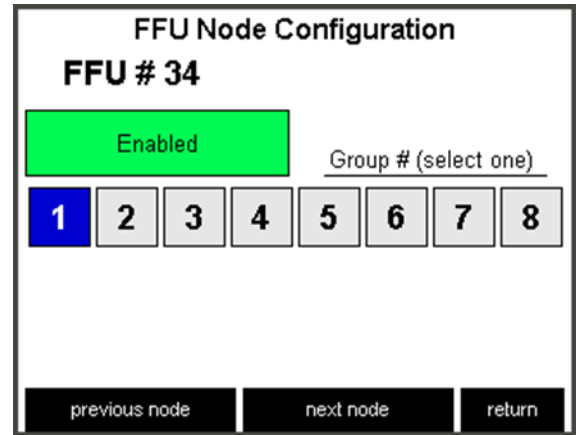 FFU Node Configuration
FFU # 34
Enabled
Group # (select one)
1 2 3 4 5 6 7 8
previous node next node return